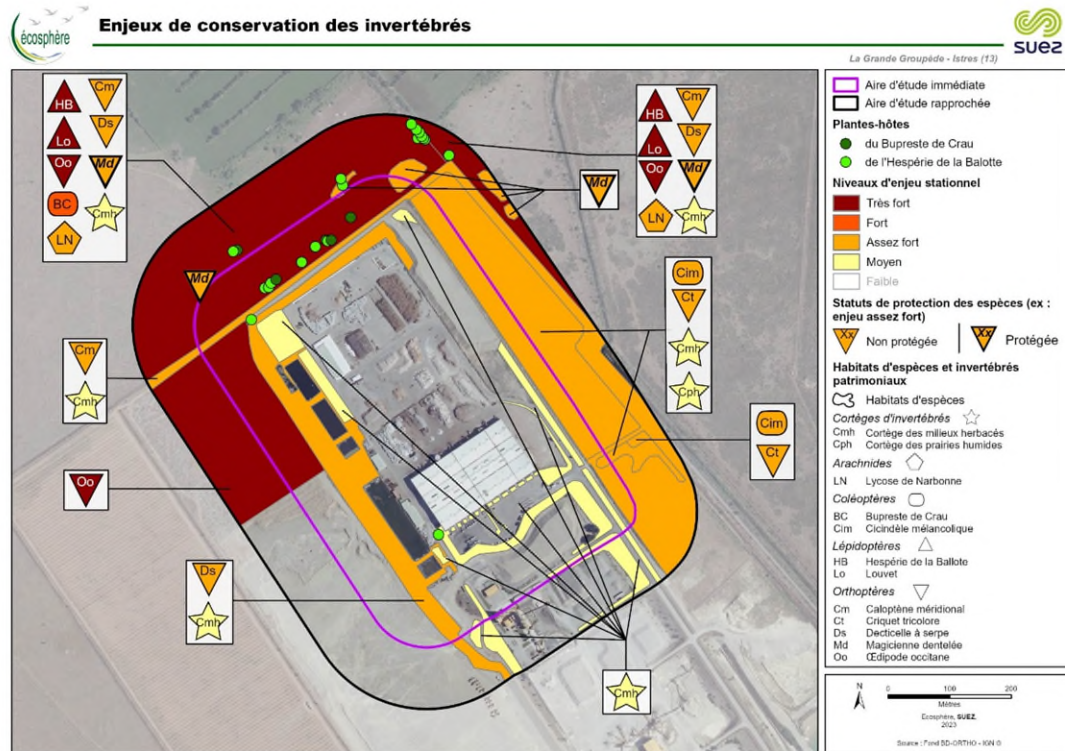 écosphère
Enjeux de conservation des invertébrés
SUEZ
La Grande Groupède - Istres (13)
HB
Cm
Lo
Ds
Oo
Md
BC
Cmh
LN
HB
Cm
Lo
Ds
Oo
Md
LN
Cmh
Md
Md
Cim
Ct
Cmh
Cph
Cm
Cmh
Cim
Ct
Oo
Ds
Cmh
Cmh
Aire d'étude immédiate
Aire d'étude rapprochée
Plantes-hôtes
du Bupreste de Crau
de l'Hespérie de la Balotte
Niveaux d'enjeu stationnel
Très fort
Fort
Assez fort
Moyen
Faible
Statuts de protection des espèces (ex :
enjeu assez fort)
Xx Non protégée
Xx Protégée
Habitats d'espèces et invertébrés
patrimoniaux
Habitats d'espèces
Cortèges d'invertébrés
Cmh Cortège des milieux herbacés
Cph Cortège des prairies humides
Arachnides
LN Lycose de Narbonne
Coléoptères
BC Bupreste de Crau
Cim Cicindèle mélancolique
Lépidoptères
HB Hespérie de la Ballote
Lo Louvet
Orthoptères
Cm Caloptène méridional
Ct Criquet tricolore
Ds Decticelle à serpe
Md Magicienne dentelée
Oo Œdipode occitane
N
0 100 200
Mètres
Ecosphère, SUEZ,
2023
Source : Fond BD-ORTHO - IGN ©